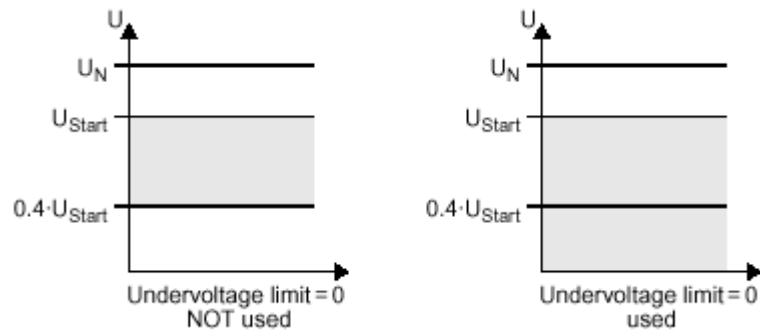 U
U_N
U_Start
0.4·U_Start
Undervoltage limit = 0
NOT used
U
U_N
U_Start
0.4·U_Start
Undervoltage limit = 0
used